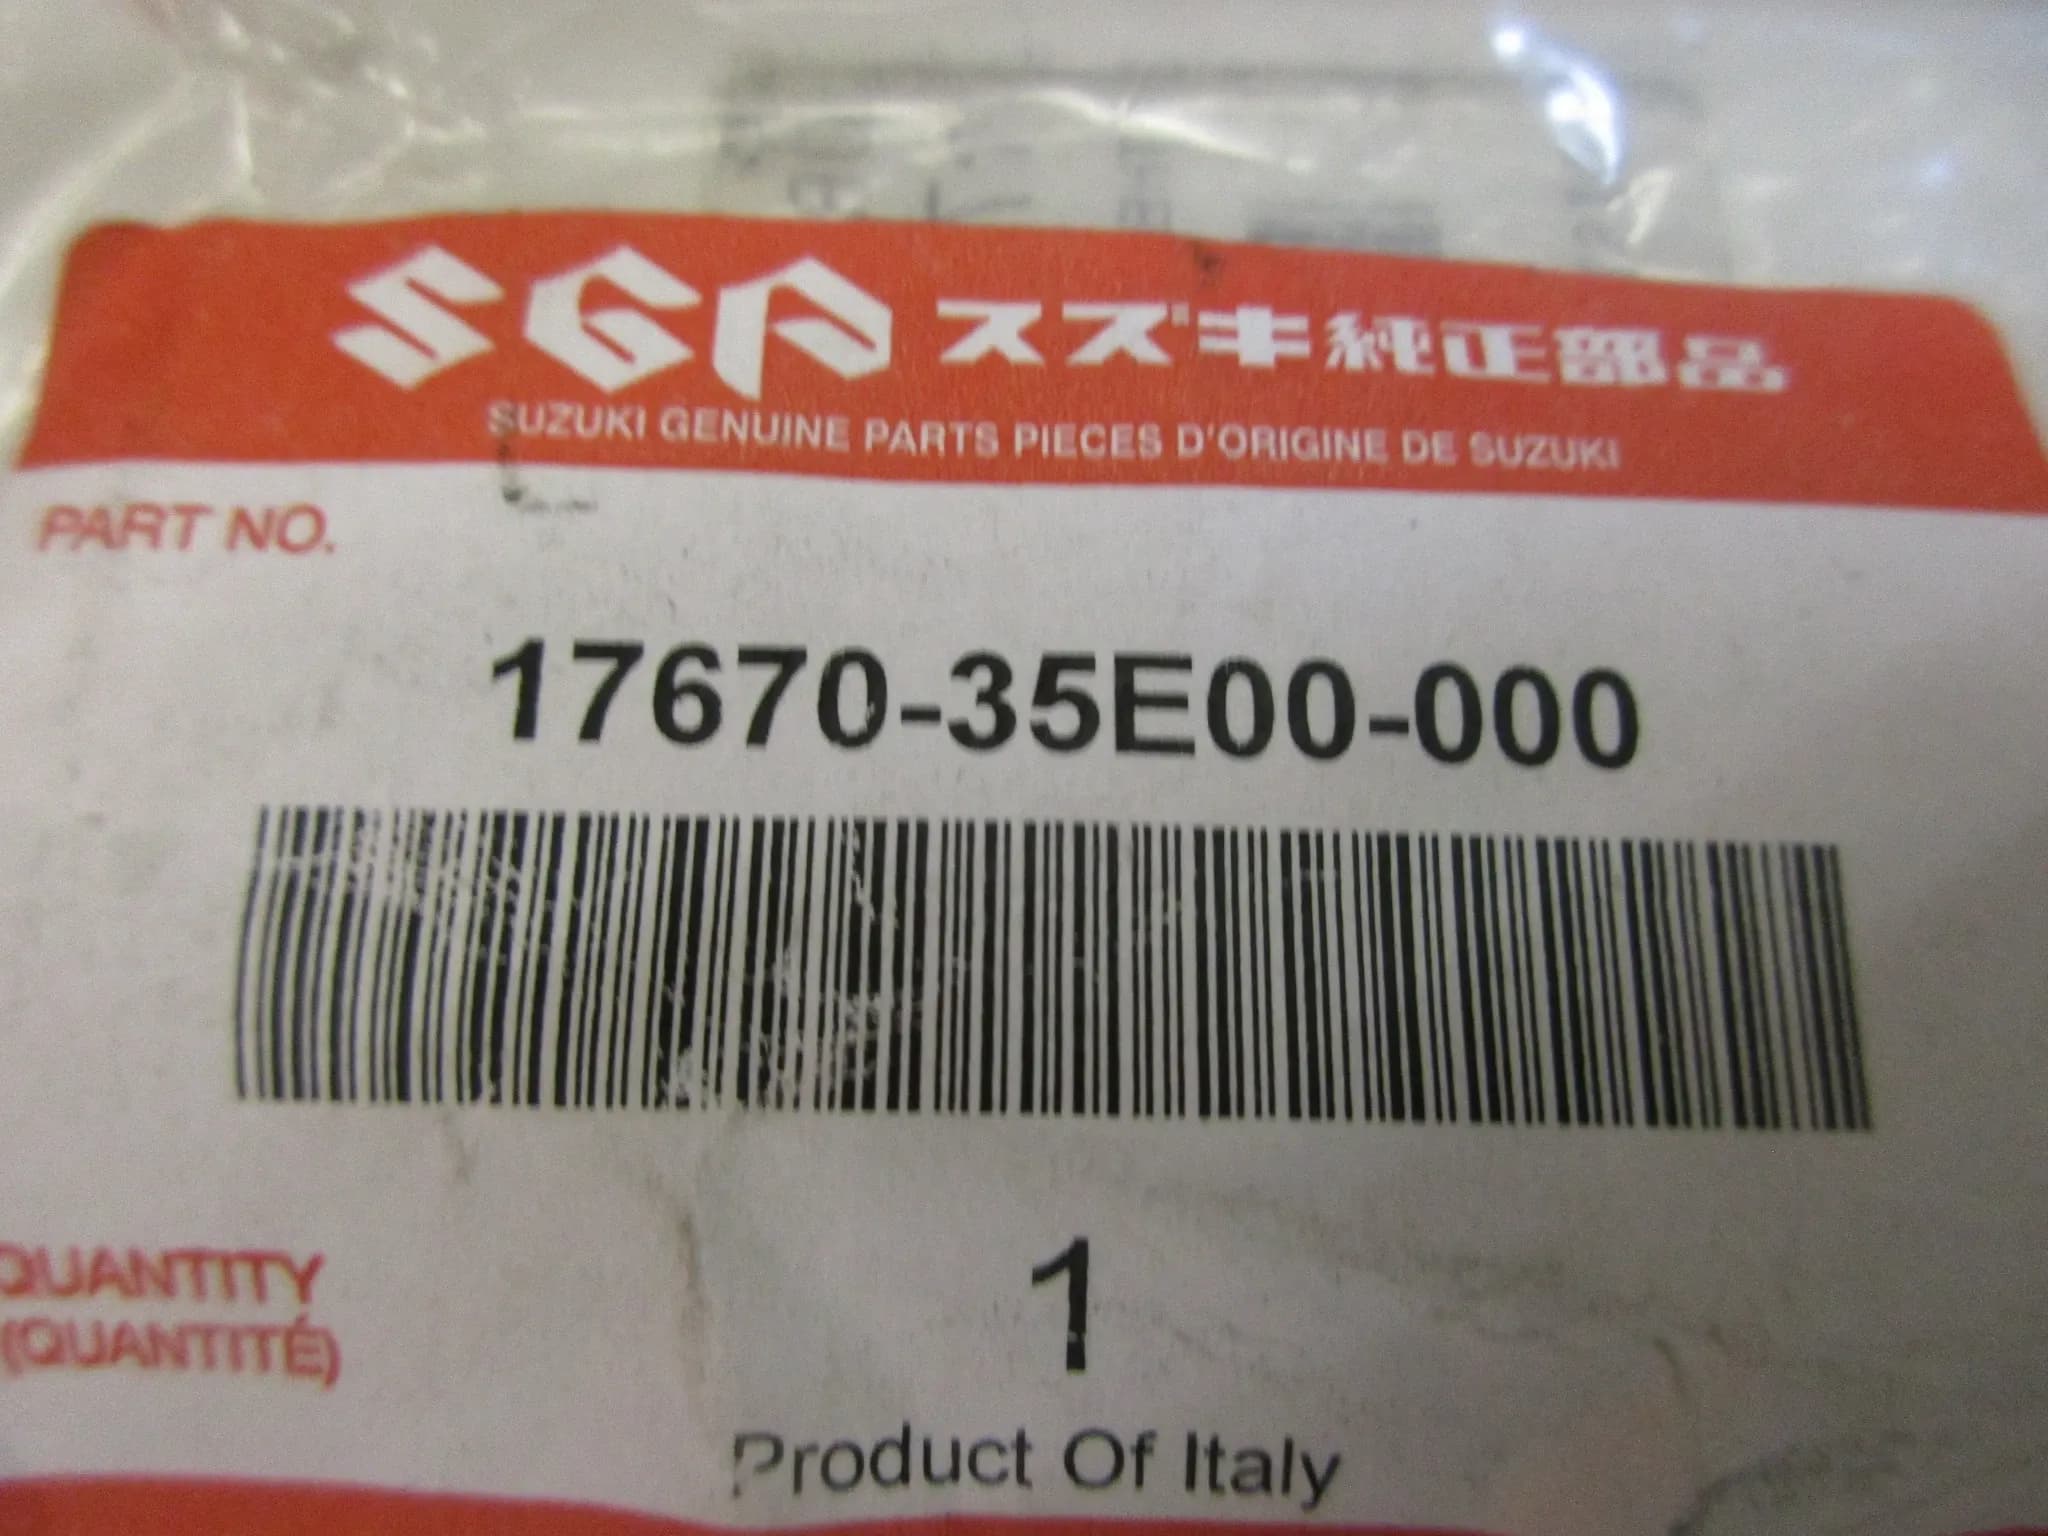 SGP スズキ純正部品
SUZUKI GENUINE PARTS PIECES D'ORIGINE DE SUZUKI
PART NO.
17670-35E00-000
QUANTITY
(QUANTITÉ)
1
Product Of Italy